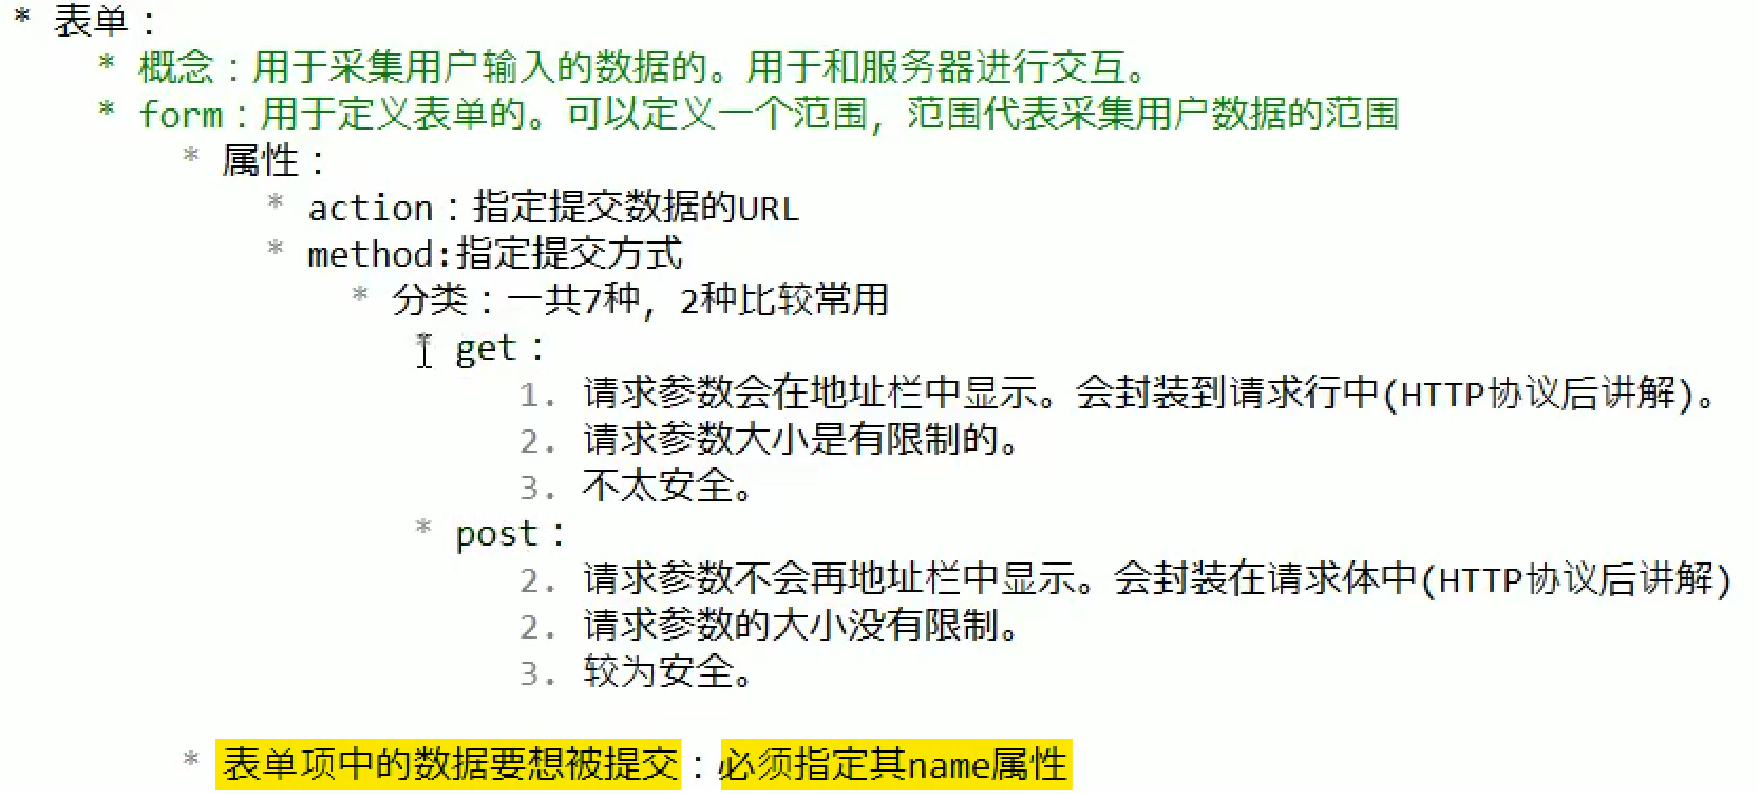 * 表单：
* 概念：用于采集用户输入的数据的。用于和服务器进行交互。
* form：用于定义表单的。可以定义一个范围，范围代表采集用户数据的范围
* 属性：
* action：指定提交数据的URL
* method:指定提交方式
* 分类：一共7种，2种比较常用
* get：
1. 请求参数会在地址栏中显示。会封装到请求行中(HTTP协议后讲解)。
2. 请求参数大小是有限制的。
3. 不太安全。
* post：
2. 请求参数不会再地址栏中显示。会封装在请求体中(HTTP协议后讲解)
2. 请求参数的大小没有限制。
3. 较为安全。
* 表单项中的数据要想被提交：必须指定其name属性